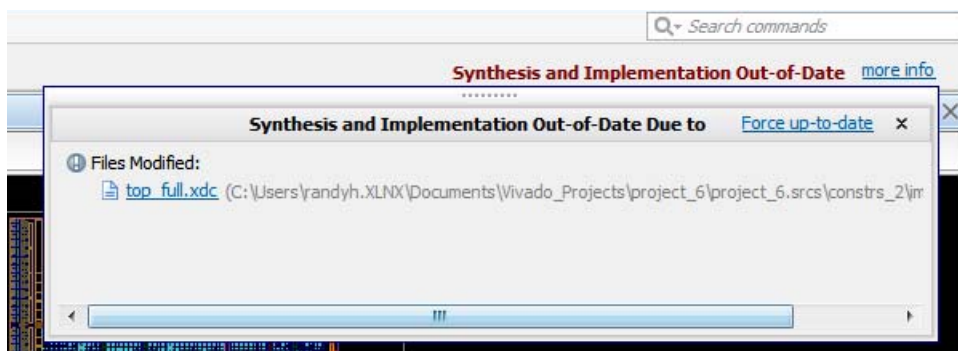 Search commands
Synthesis and Implementation Out-of-Date more info
Synthesis and Implementation Out-of-Date Due to Force up-to-date
Files Modified:
top_full.xdc (C:\Users\randyh.XLNX\Documents\Vivado_Projects\project_6\project_6.srcs\constrs_2\im